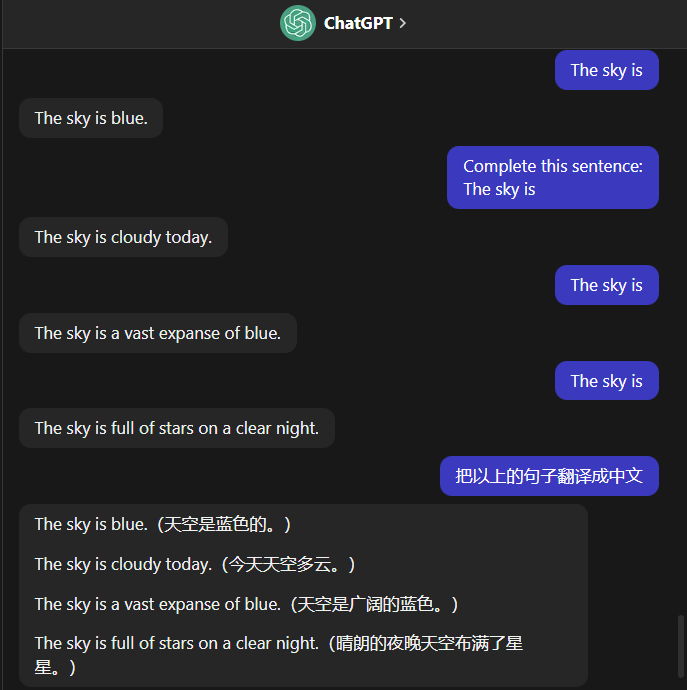 ChatGPT
The sky is
The sky is blue.
Complete this sentence:
The sky is
The sky is cloudy today.
The sky is
The sky is a vast expanse of blue.
The sky is
The sky is full of stars on a clear night.
把以上的句子翻译成中文
The sky is blue.（天空是蓝色的。）
The sky is cloudy today.（今天天空多云。）
The sky is a vast expanse of blue.（天空是广阔的蓝色。）
The sky is full of stars on a clear night.（晴朗的夜晚天空布满了星
星。）